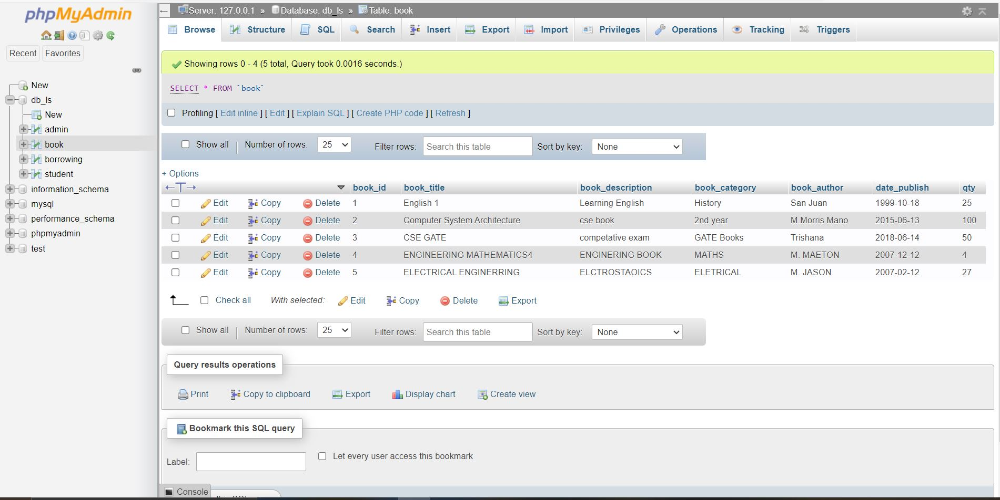 phpMyAdmin
Recent Favorites
New
db_ls
New
admin
book
borrowing
student
information_schema
mysql
performance_schema
phpmyadmin
test
Server: 127.0.0.1 » Database: db_ls » Table: book
Browse Structure SQL Search Insert Export Import Privileges Operations Tracking Triggers
Showing rows 0 - 4 (5 total, Query took 0.0016 seconds.)
SELECT * FROM `book`
Profiling [ Edit inline ] [ Edit ] [ Explain SQL ] [ Create PHP code ] [ Refresh ]
Show all | Number of rows: 25 Filter rows: Search this table Sort by key: None
+ Options
←T→ book_id book_title book_description book_category book_author date_publish qty
Edit Copy Delete 1 English 1 Learning English History San Juan 1999-10-18 25
Edit Copy Delete 2 Computer System Architecture cse book 2nd year M.Morris Mano 2015-06-13 100
Edit Copy Delete 3 CSE GATE competative exam GATE Books Trishana 2018-06-14 50
Edit Copy Delete 4 ENGINEERING MATHEMATICS4 ENGINERING BOOK MATHS M. MAETON 2007-12-12 4
Edit Copy Delete 5 ELECTRICAL ENGINERRING ELCTROSTAOICS ELETRICAL M. JASON 2007-02-12 27
Check all With selected: Edit Copy Delete Export
Show all | Number of rows: 25 Filter rows: Search this table Sort by key: None
Query results operations
Print Copy to clipboard Export Display chart Create view
Bookmark this SQL query
Label: Let every user access this bookmark
Console